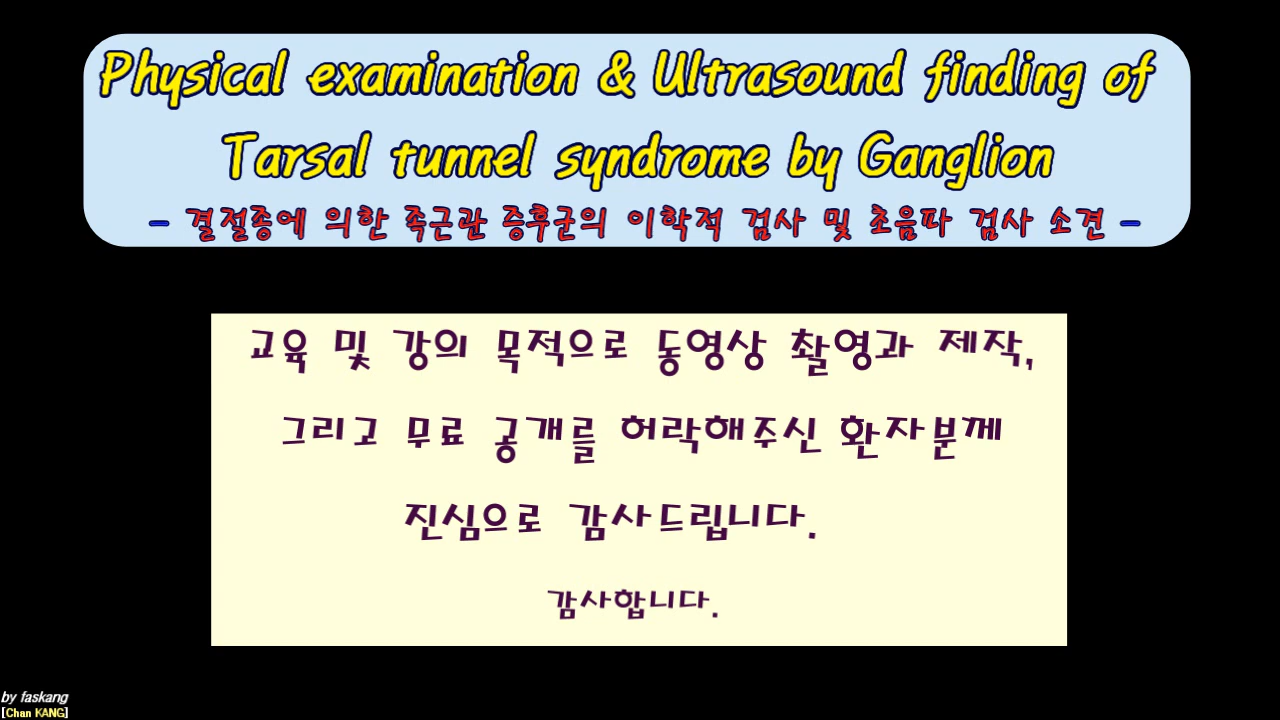 Physical examination & Ultrasound finding of
Tarsal tunnel syndrome by Ganglion
- 결절종에 의한 족근관 증후군의 이학적 검사 및 초음파 검사 소견 -
교육 및 강의 목적으로 동영상 촬영과 제작,
그리고 무료 공개를 허락해주신 환자분께
진심으로 감사드립니다.
감사합니다.
by faskang
[Chan KANG]